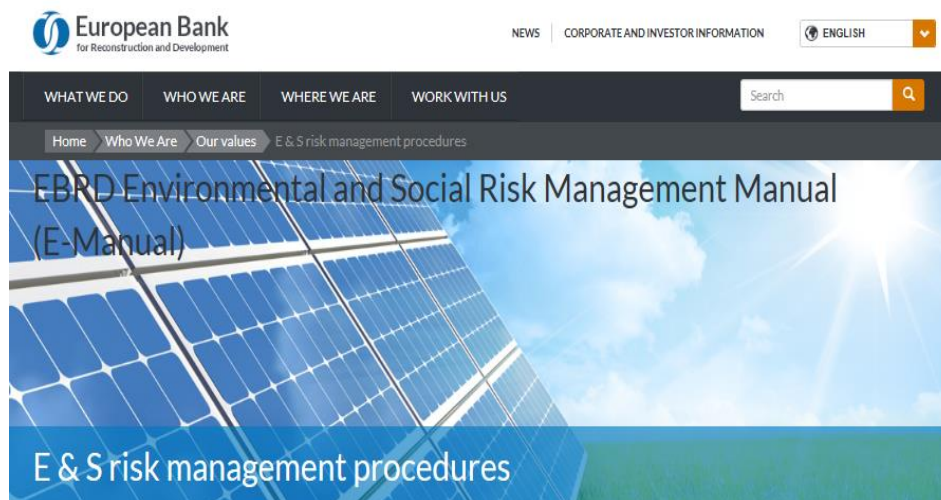 European Bank
for Reconstruction and Development
NEWS
CORPORATE AND INVESTOR INFORMATION
ENGLISH
WHAT WE DO
WHO WE ARE
WHERE WE ARE
WORK WITH US
Search
Home
Who We Are
Our values
E & S risk management procedures
EBRD Environmental and Social Risk Management Manual
(E-Manual)
E & S risk management procedures